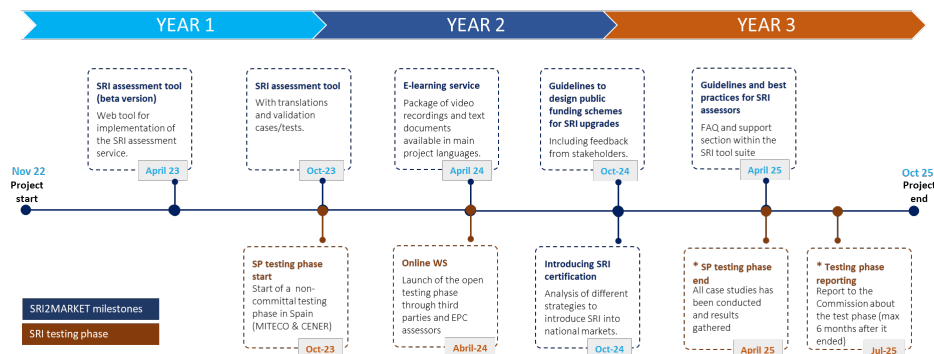 YEAR 1
YEAR 2
YEAR 3
SRI assessment tool
(beta version)
Web tool for
implementation of
the SRI assessment
service.
April 23
SRI assessment tool
With translations
and validation
cases/tests.
Oct-23
E-learning service
Package of video
recordings and text
documents
available in main
project languages.
April 24
Guidelines to
design public
funding schemes
for SRI upgrades
Including feedback
from stakeholders.
Oct-24
Guidelines and best
practices for SRI
assessors
FAQ and support
section within the
SRI tool suite
April 25
Nov 22
Project
start
Oct 25
Project
end
SP testing phase
start
Start of a non-
committal testing
phase in Spain
(MITECO & CENER)
Oct-23
Online WS
Launch of the open
testing phase
through third
parties and EPC
assessors
Abril-24
Introducing SRI
certification
Analysis of different
strategies to
introduce SRI into
national markets.
Oct-24
* SP testing phase
end
All case studies has
been conducted
and results
gathered
April 25
* Testing phase
reporting
Report to the
Commission about
the test phase (max
6 months after it
ended)
Jul-25
SRI2MARKET milestones
SRI testing phase